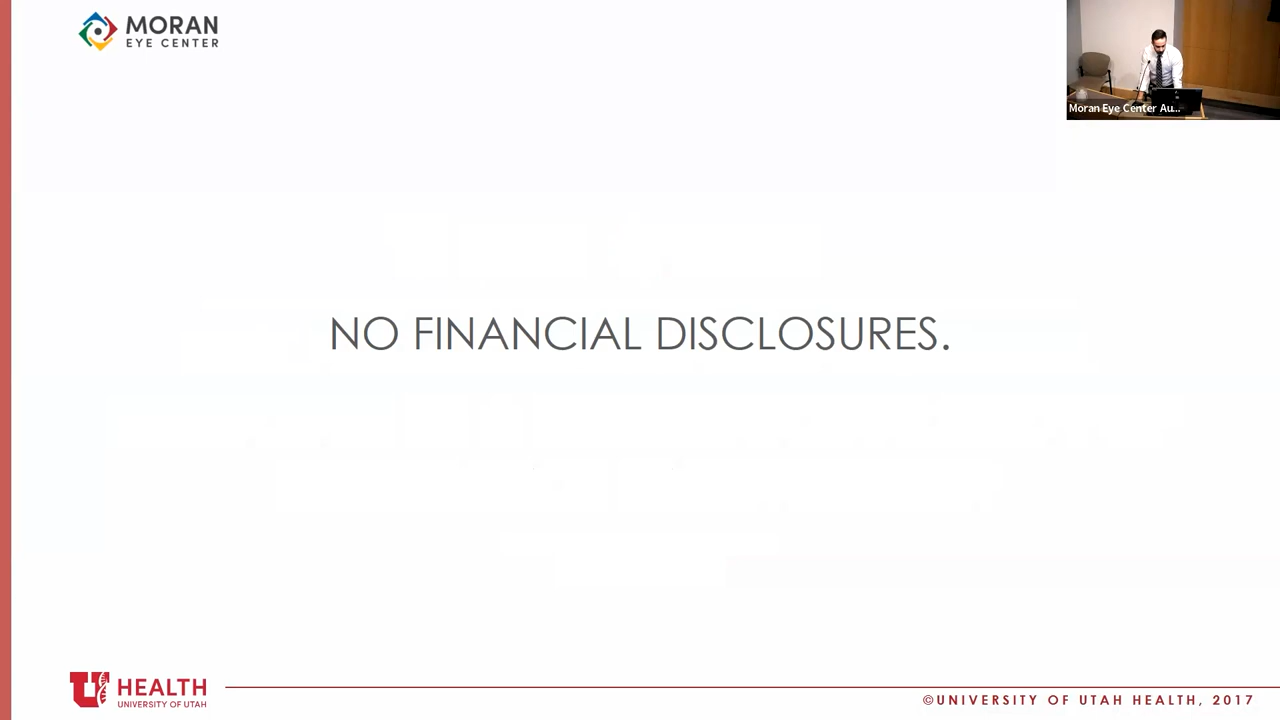 MORAN
EYE CENTER
Moran Eye Center Au...
NO FINANCIAL DISCLOSURES.
U HEALTH
UNIVERSITY OF UTAH
©UNIVERSITY OF UTAH HEALTH, 2017